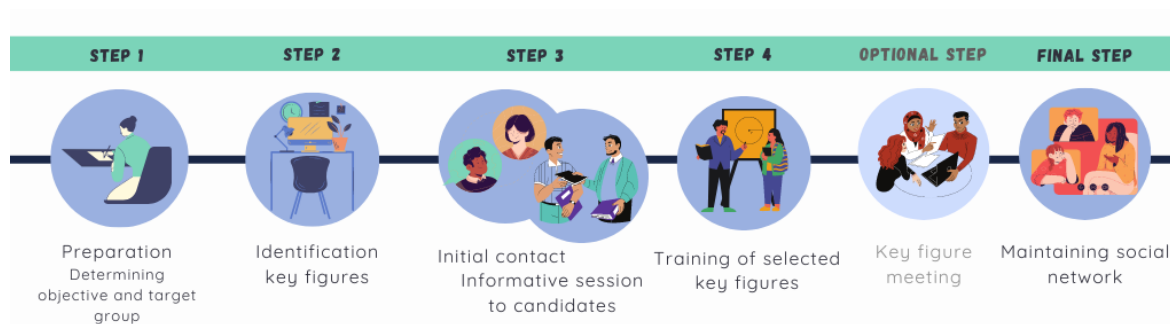 STEP 1
STEP 2
STEP 3
STEP 4
OPTIONAL STEP
FINAL STEP
Preparation
Determining
objective and target
group
Identification
key figures
Initial contact
Informative session
to candidates
Training of selected
key figures
Key figure
meeting
Maintaining social
network